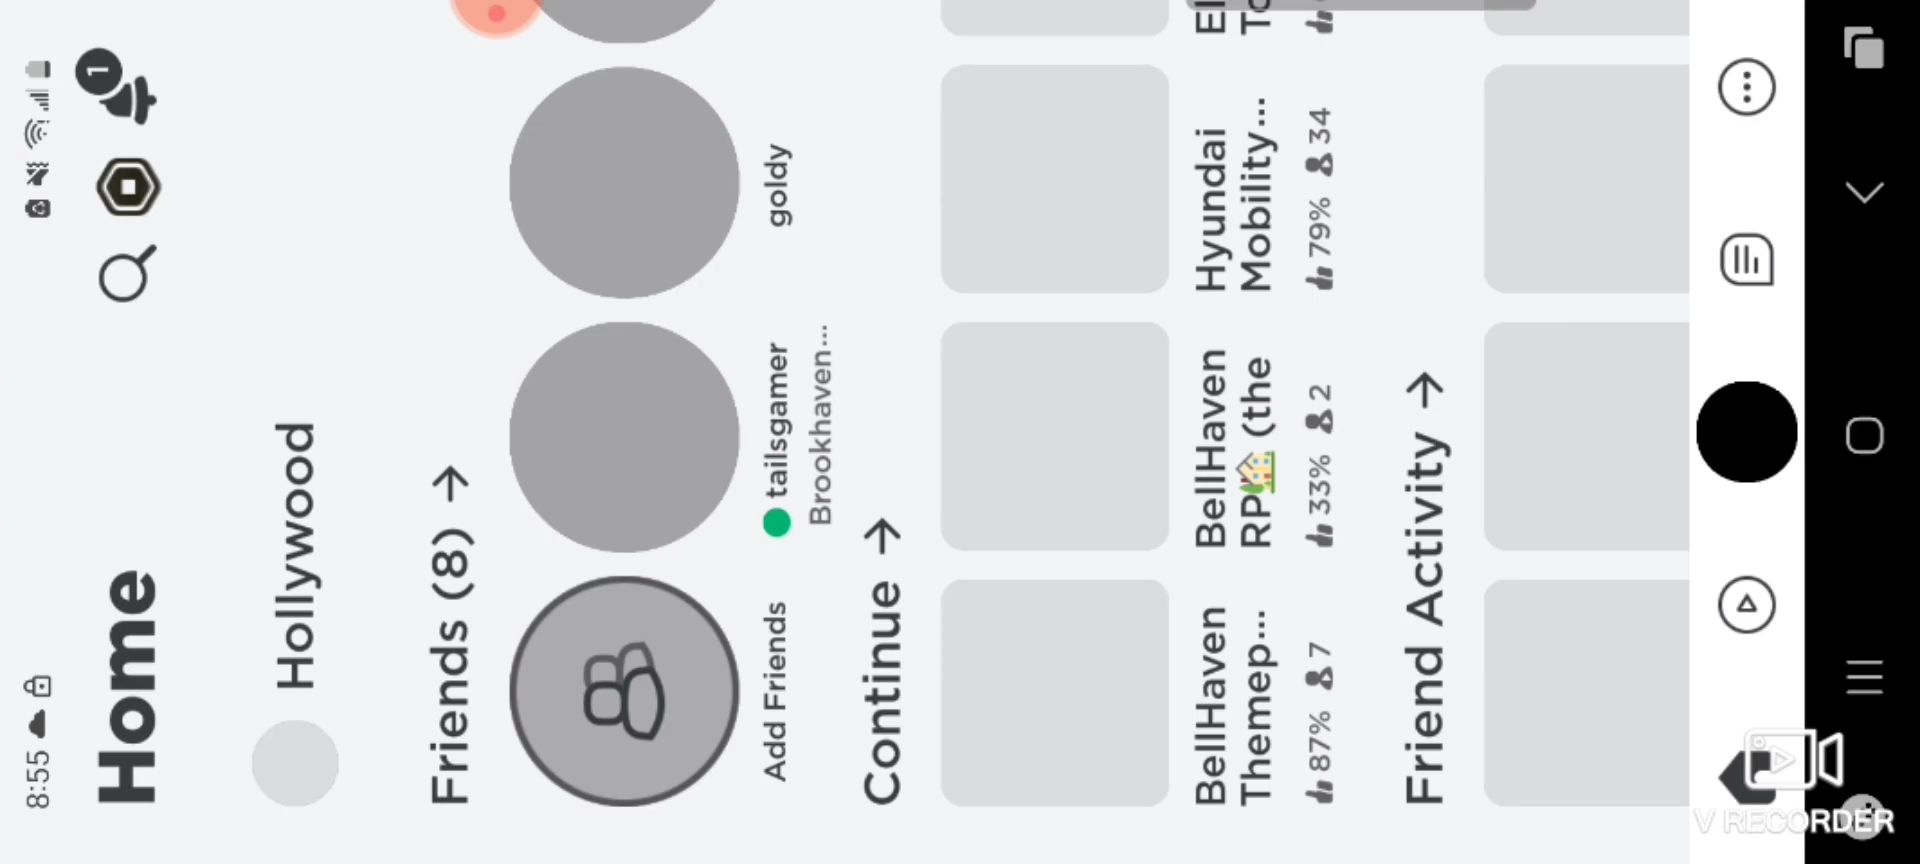 8:55
1
Home
Hollywood
Friends (8) →
Add Friends
tailsgamer
Brookhaven...
goldy
Continue →
BellHaven
Themep...
87% 7
BellHaven
RP🏡 (the
33% 2
Hyundai
Mobility...
79% 34
Friend Activity →
V RECORDER